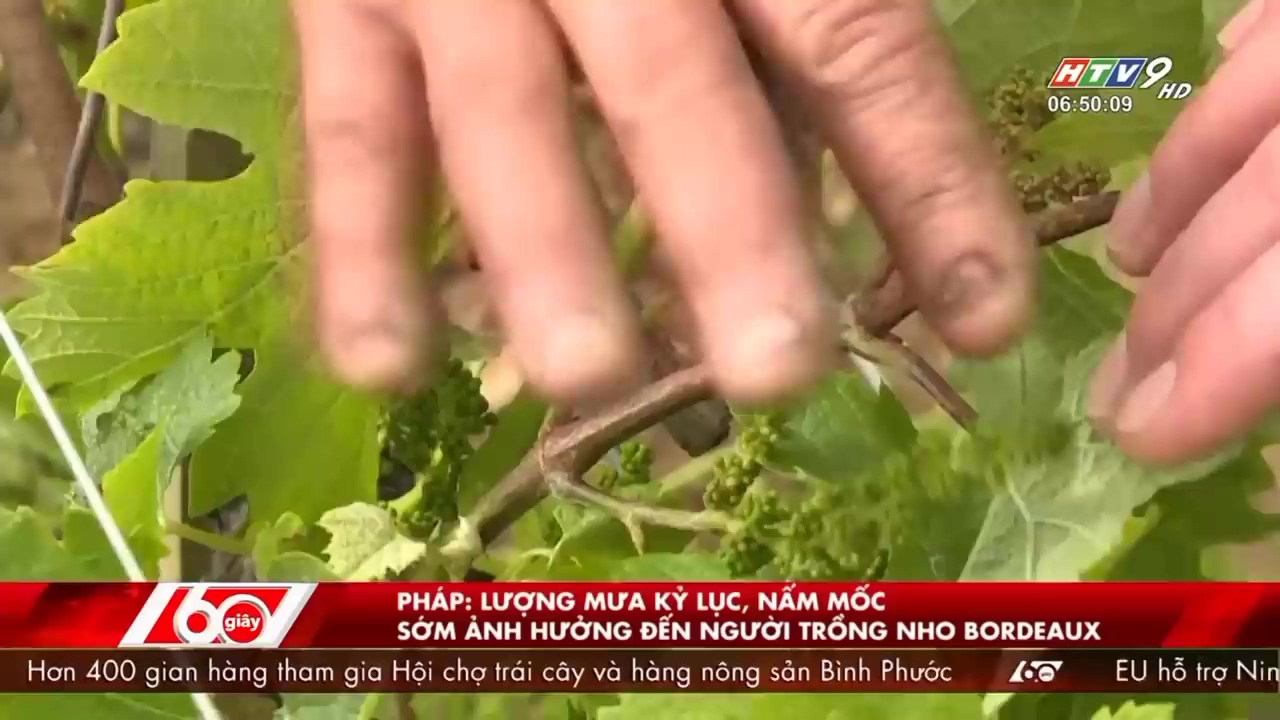 HTV9 HD
06:50:09
60 giây
PHÁP: LƯỢNG MƯA KỶ LỤC, NẤM MỐC
SỚM ẢNH HƯỞNG ĐẾN NGƯỜI TRỒNG NHO BORDEAUX
Hơn 400 gian hàng tham gia Hội chợ trái cây và hàng nông sản Bình Phước 60 giây EU hỗ trợ Nin